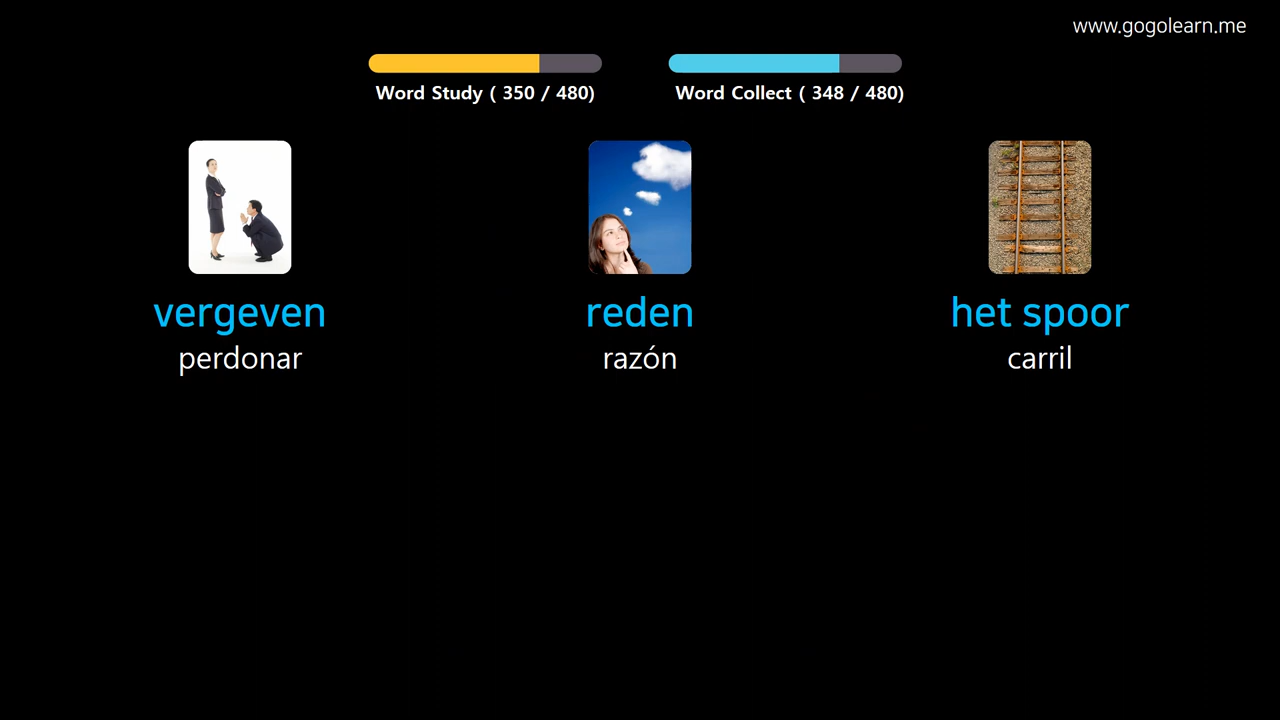 www.gogolearn.me
Word Study ( 350 / 480)
Word Collect ( 348 / 480)
vergeven
perdonar
reden
razón
het spoor
carril